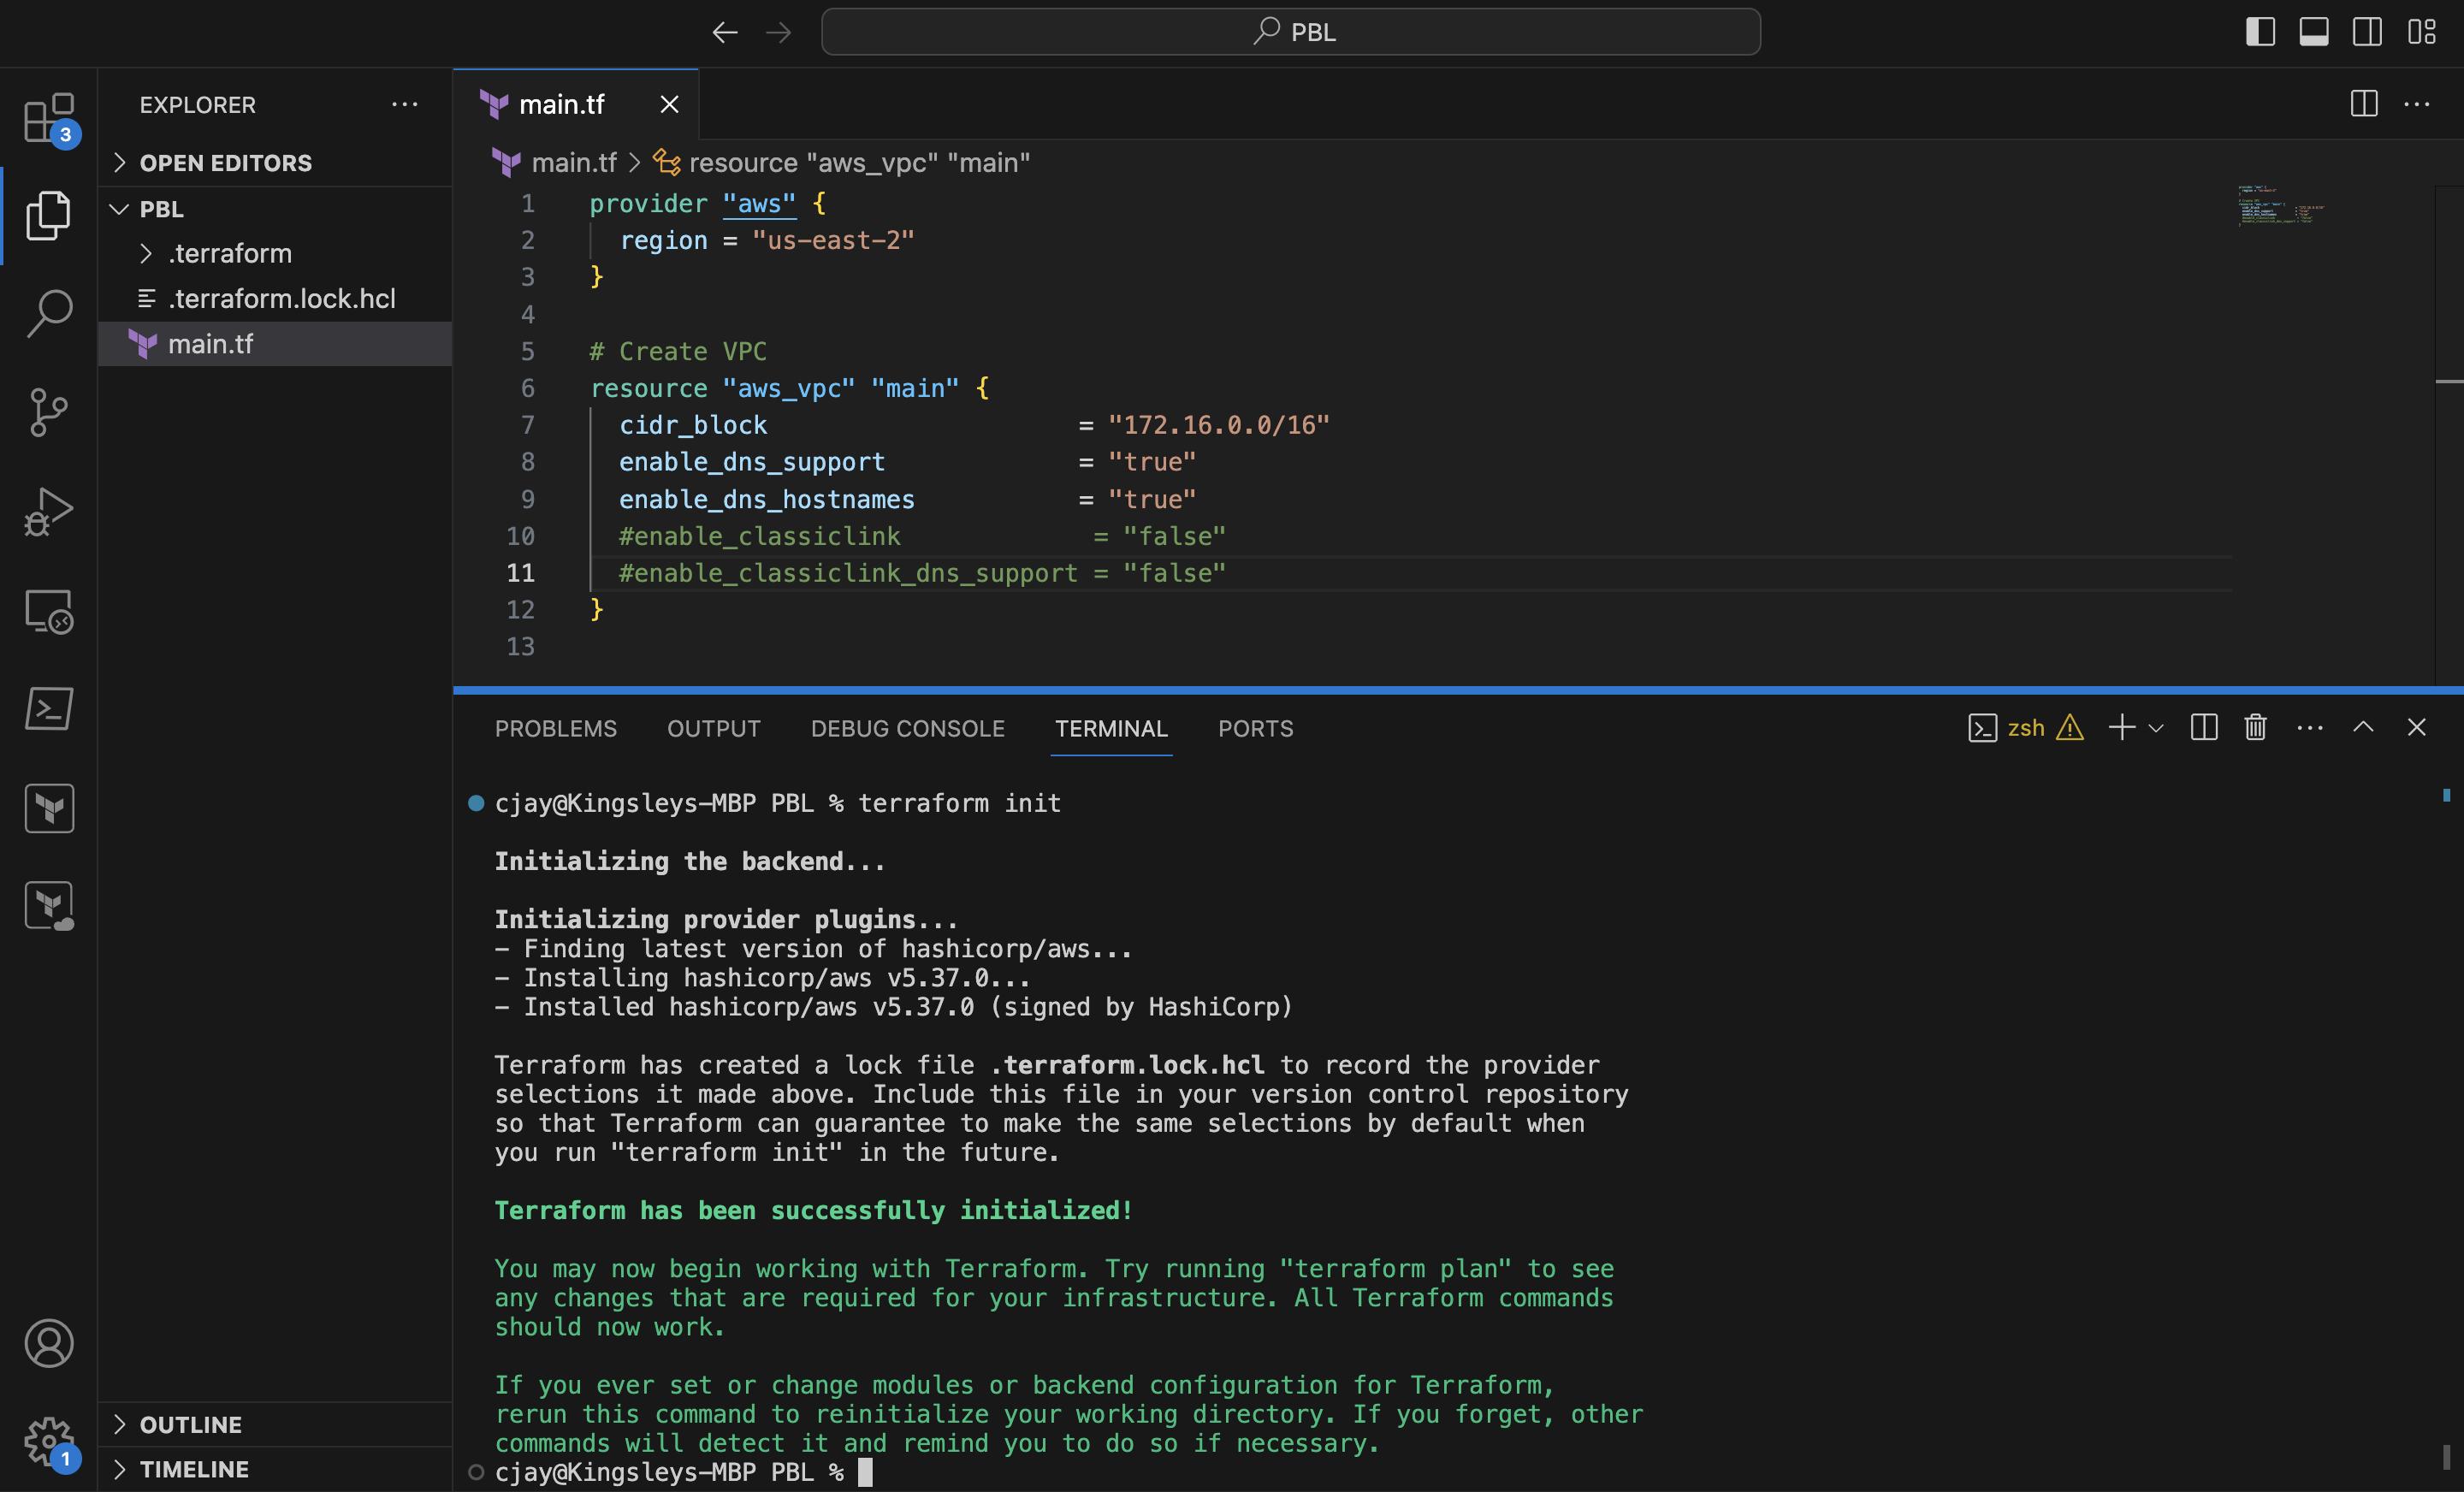 PBL
3
EXPLORER
OPEN EDITORS
PBL
.terraform
.terraform.lock.hcl
main.tf
OUTLINE
TIMELINE
1
main.tf
main.tf > resource "aws_vpc" "main"
1 provider "aws" {
2   region = "us-east-2"
3 }
4
5 # Create VPC
6 resource "aws_vpc" "main" {
7   cidr_block                     = "172.16.0.0/16"
8   enable_dns_support             = "true"
9   enable_dns_hostnames           = "true"
10   #enable_classiclink             = "false"
11   #enable_classiclink_dns_support = "false"
12 }
13
PROBLEMS OUTPUT DEBUG CONSOLE TERMINAL PORTS zsh
cjay@Kingsleys-MBP PBL % terraform init
Initializing the backend...
Initializing provider plugins...
- Finding latest version of hashicorp/aws...
- Installing hashicorp/aws v5.37.0...
- Installed hashicorp/aws v5.37.0 (signed by HashiCorp)
Terraform has created a lock file .terraform.lock.hcl to record the provider
selections it made above. Include this file in your version control repository
so that Terraform can guarantee to make the same selections by default when
you run "terraform init" in the future.
Terraform has been successfully initialized!
You may now begin working with Terraform. Try running "terraform plan" to see
any changes that are required for your infrastructure. All Terraform commands
should now work.
If you ever set or change modules or backend configuration for Terraform,
rerun this command to reinitialize your working directory. If you forget, other
commands will detect it and remind you to do so if necessary.
cjay@Kingsleys-MBP PBL %